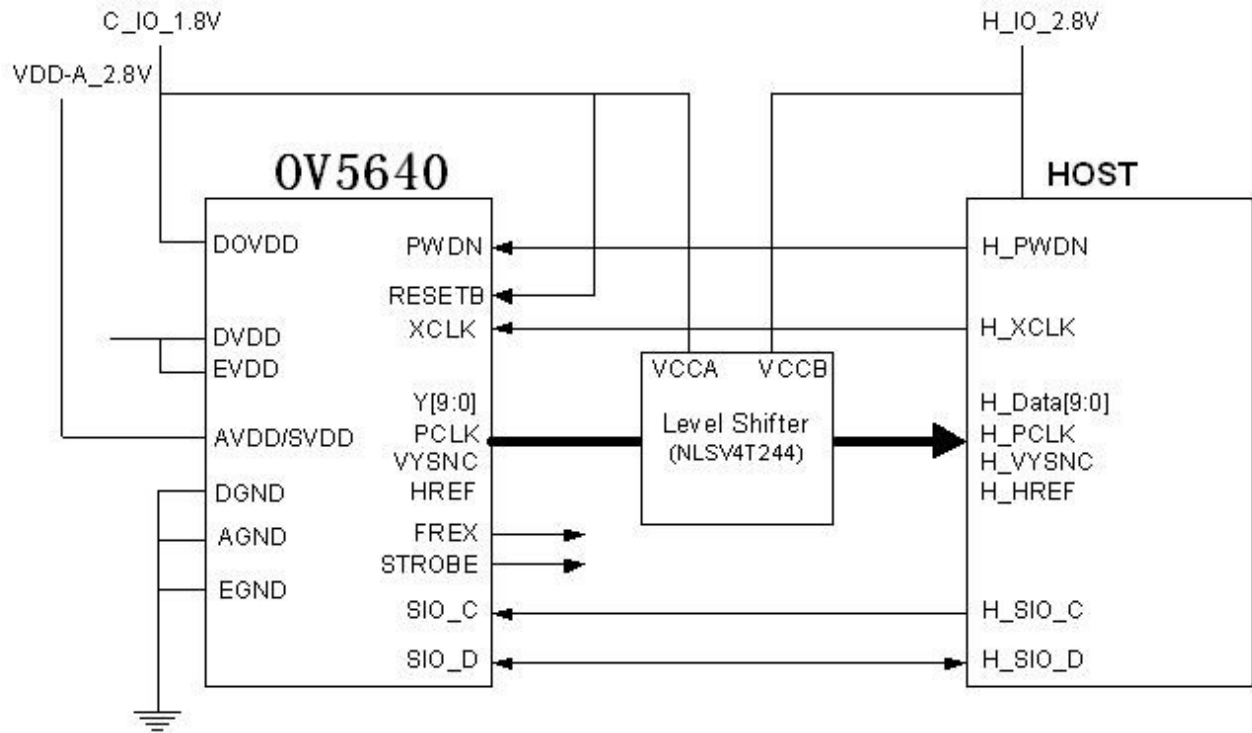 C_IO_1.8V
H_IO_2.8V
VDD-A_2.8V
OV5640
HOST
DOVDD
PWDN
H_PWDN
RESETB
DVDD
XCLK
H_XCLK
EVDD
VCCA
VCCB
Y[9:0]
H_Data[9:0]
Level Shifter
AVDD/SVDD
PCLK
H_PCLK
(NLSV4T244)
VYSNC
H_VYSNC
DGND
HREF
H_HREF
AGND
FREX
STROBE
EGND
SIO_C
H_SIO_C
SIO_D
H_SIO_D